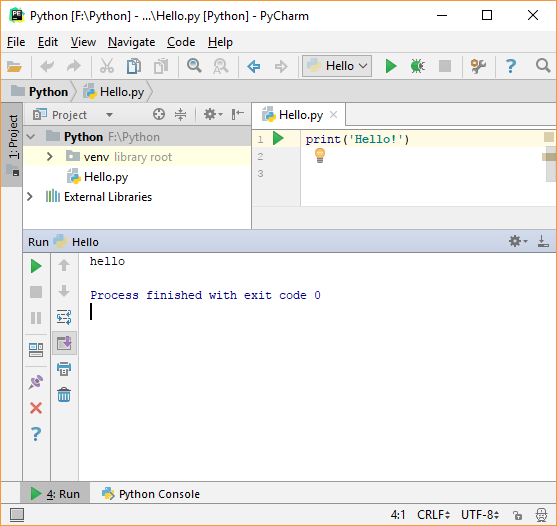 Python [F:\Python] - ...\Hello.py [Python] - PyCharm
File Edit View Navigate Code Refactor
Hello
Python Hello.py
1: Project
Project
Hello.py
Python F:\Python
venv library root
Hello.py
External Libraries
1 print('Hello!')
2
3
Run Hello
hello
Process finished with exit code 0
4: Run Python Console
4:1 CRLF UTF-8